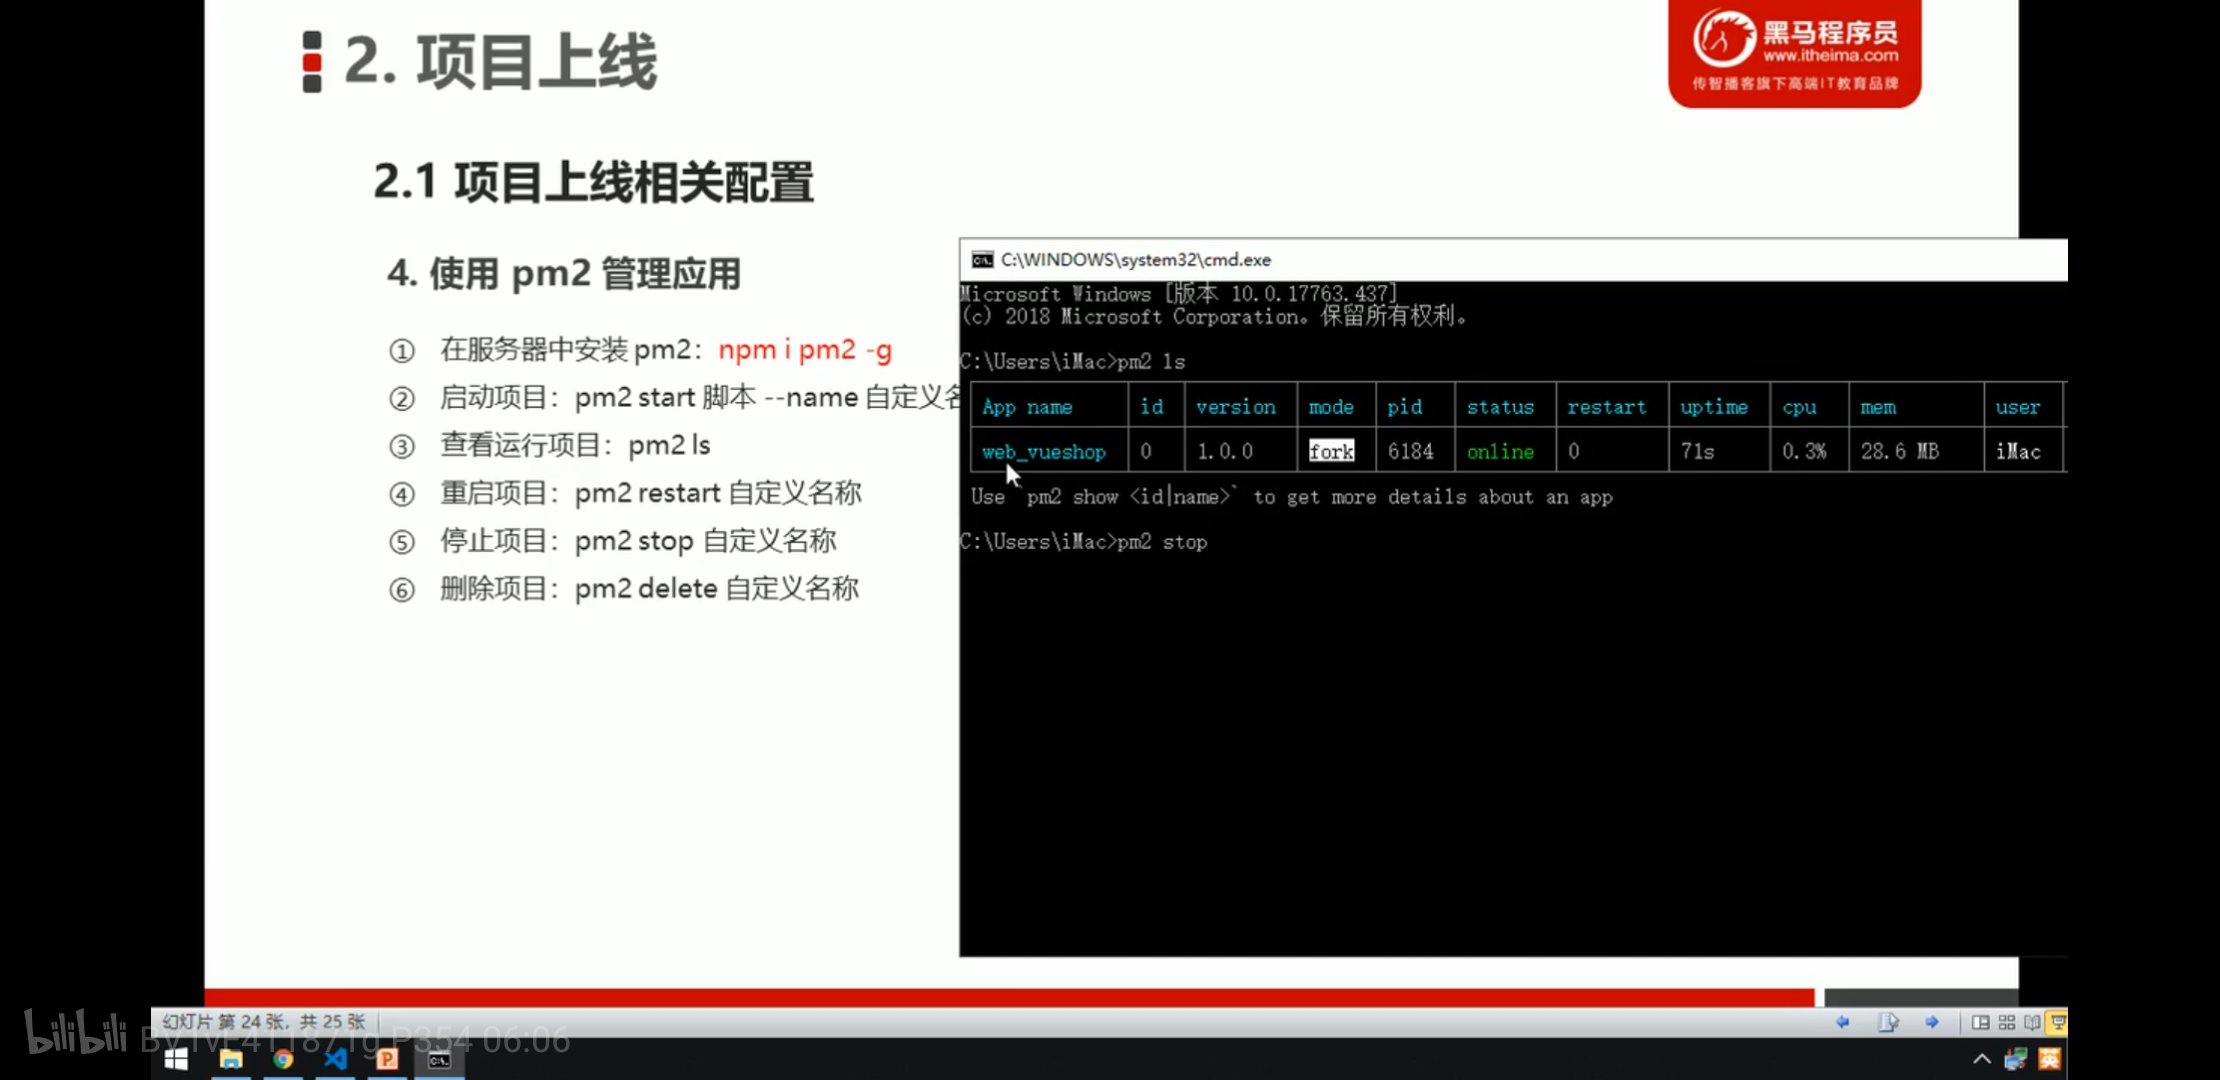 2. 项目上线
黑马程序员
www.itheima.com
传智播客旗下高端IT教育品牌
2.1 项目上线相关配置
4. 使用 pm2 管理应用
① 在服务器中安装 pm2：npm i pm2 -g
② 启动项目：pm2 start 脚本 --name 自定义名
③ 查看运行项目：pm2 ls
④ 重启项目：pm2 restart 自定义名称
⑤ 停止项目：pm2 stop 自定义名称
⑥ 删除项目：pm2 delete 自定义名称
C:\WINDOWS\system32\cmd.exe
Microsoft Windows [版本 10.0.17763.437]
(c) 2018 Microsoft Corporation。保留所有权利。
C:\Users\iMac>pm2 ls
App name id version mode pid status restart uptime cpu mem user
web_vueshop 0 1.0.0 fork 6184 online 0 71s 0.3% 28.6 MB iMac
Use `pm2 show <id|name>` to get more details about an app
C:\Users\iMac>pm2 stop
幻灯片 第 24 张，共 25 张
bilibili P354 06:06
英